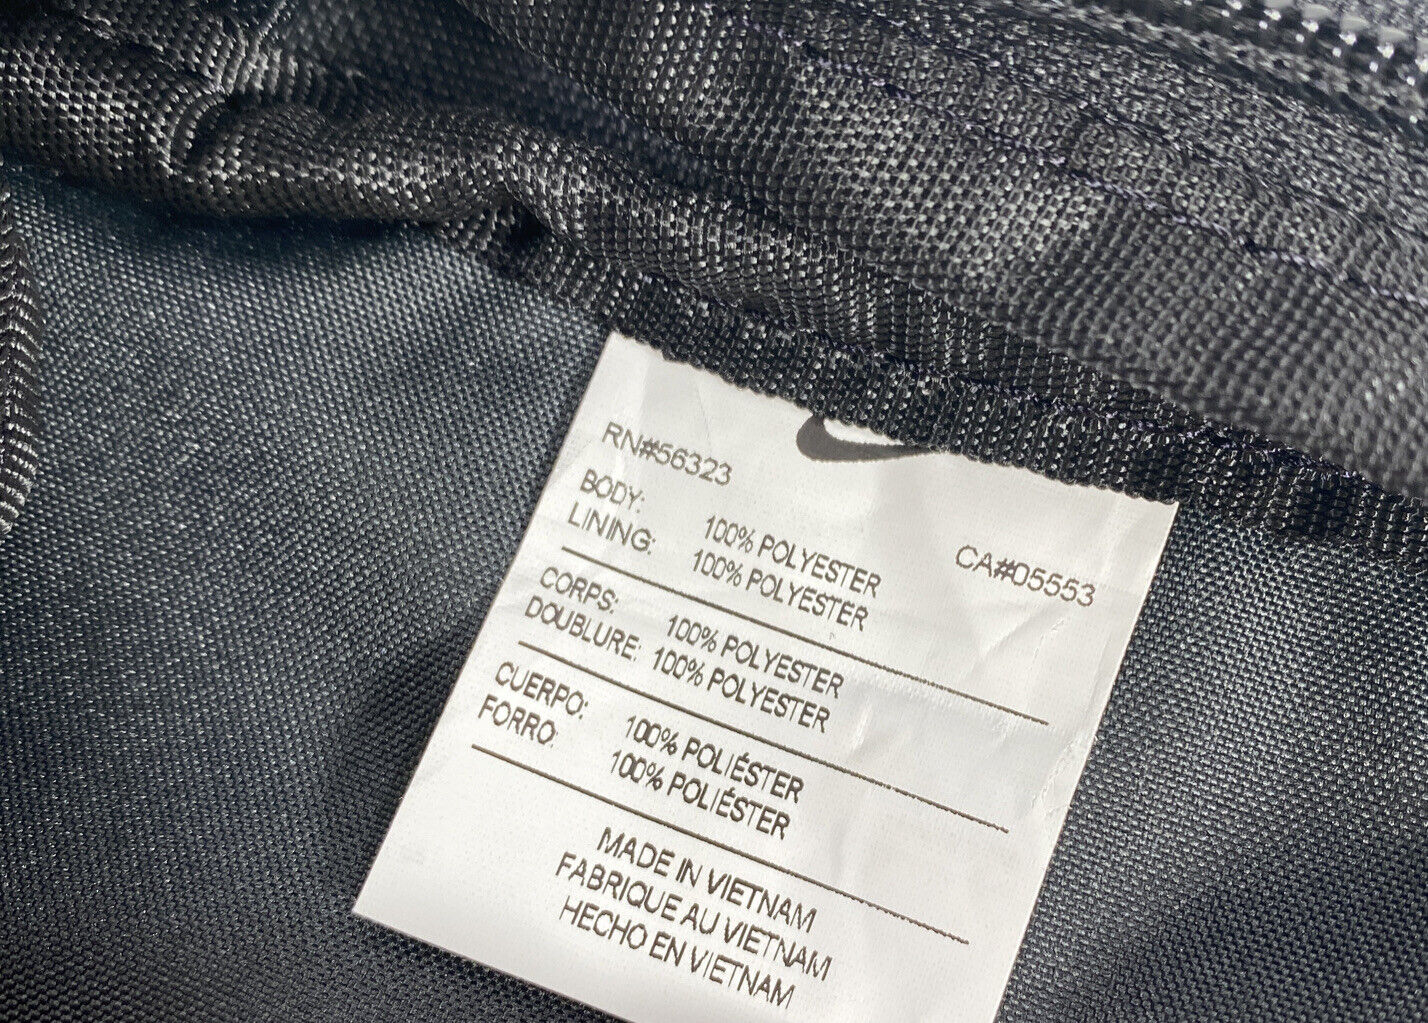 RN#56323
CA#05553
BODY: 100% POLYESTER
LINING: 100% POLYESTER
CORPS: 100% POLYESTER
DOUBLURE: 100% POLYESTER
CUERPO: 100% POLIÉSTER
FORRO: 100% POLIÉSTER
MADE IN VIETNAM
FABRIQUE AU VIETNAM
HECHO EN VIETNAM